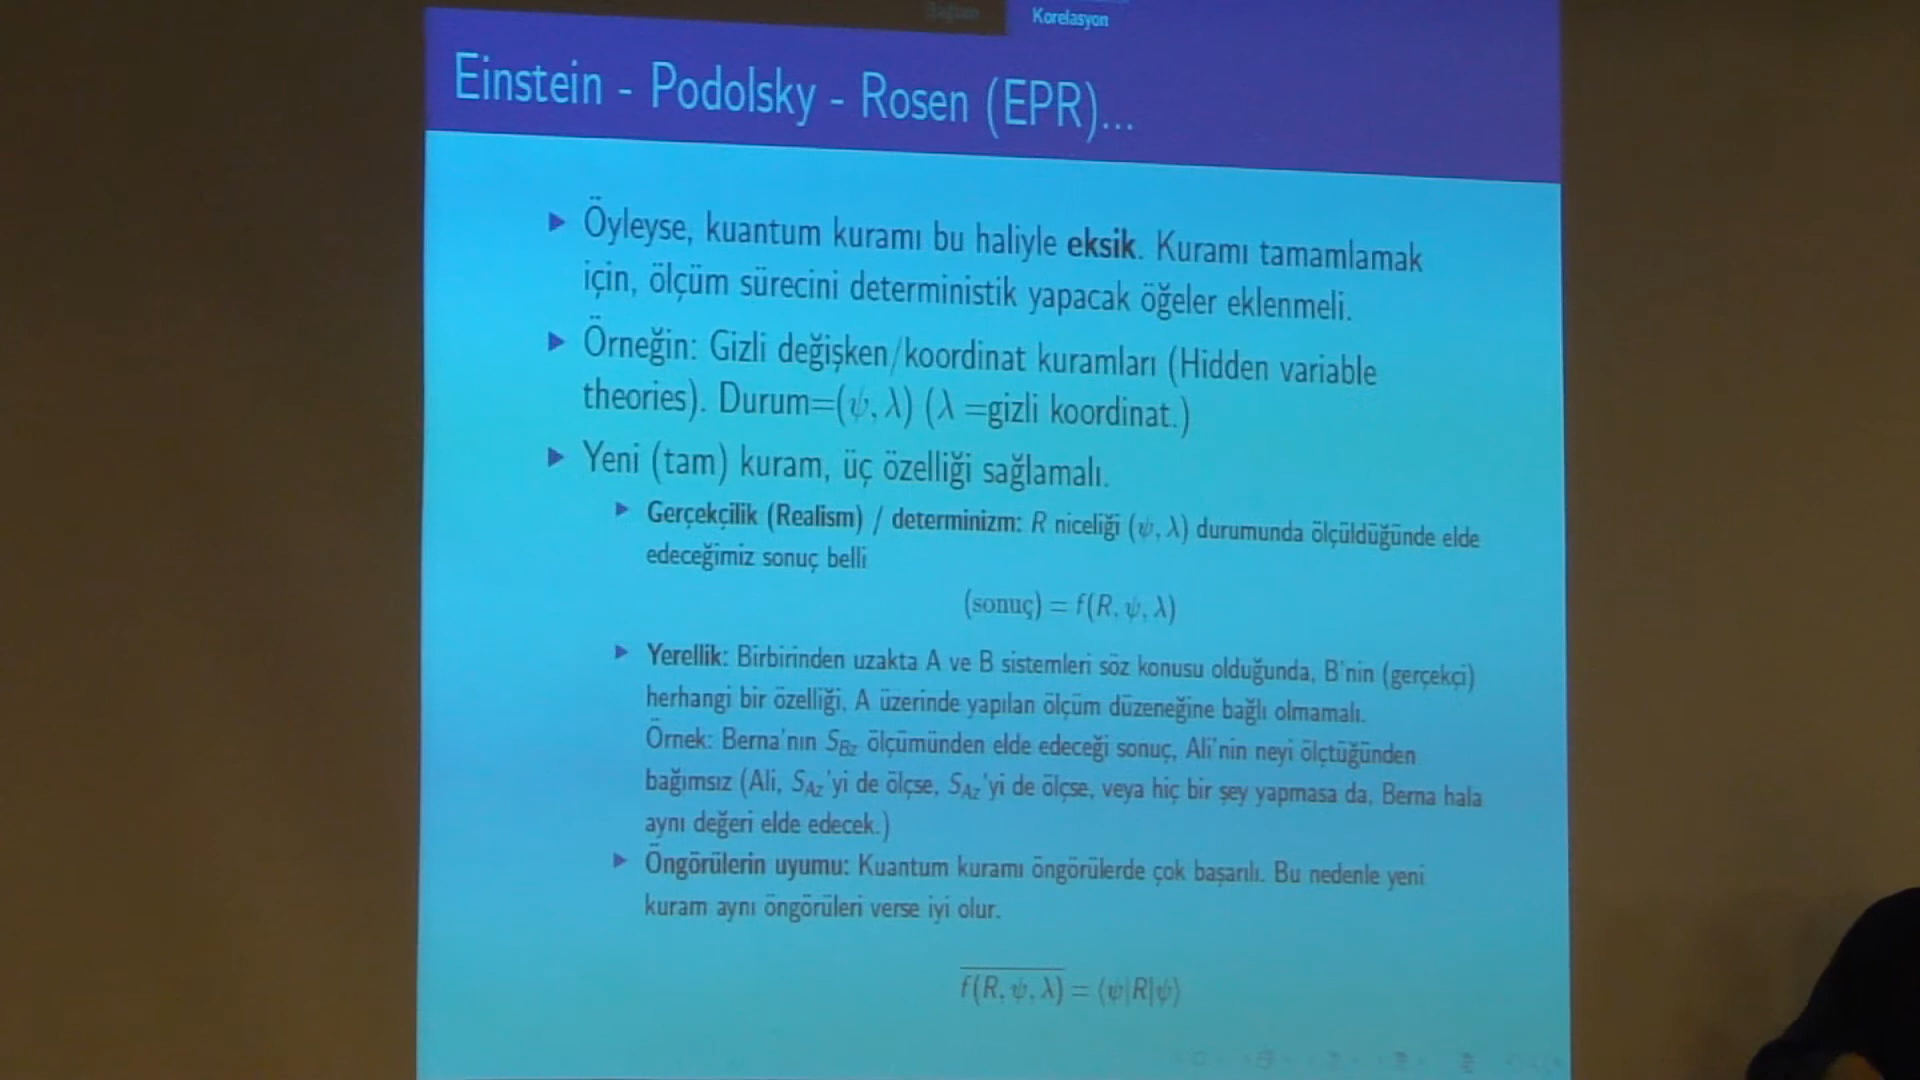 Korelasyon
Einstein - Podolsky - Rosen (EPR)...
▶ Öyleyse, kuantum kuramı bu haliyle eksik. Kuramı tamamlamak
için, ölçüm sürecini deterministik yapacak öğeler eklenmeli.
▶ Örneğin: Gizli değişken/koordinat kuramları (Hidden variable
theories). Durum=(ψ, λ) (λ =gizli koordinat.)
▶ Yeni (tam) kuram, üç özelliği sağlamalı.
▶ Gerçekçilik (Realism) / determinizm: R niceliği (ψ, λ) durumunda ölçüldüğünde elde
edeceğimiz sonuç belli
(sonuç) = f(R, ψ, λ)
▶ Yerellik: Birbirinden uzakta A ve B sistemleri söz konusu olduğunda, B'nin (gerçekçi)
herhangi bir özelliği, A üzerinde yapılan ölçüm düzeneğine bağlı olmamalı.
Örnek: Berna'nın S_Bz ölçümünden elde edeceği sonuç, Ali'nin neyi ölçtüğünden
bağımsız (Ali, S_Az'yi de ölçse, S_Az'yi de ölçse, veya hiç bir şey yapmasa da, Berna hala
aynı değeri elde edecek.)
▶ Öngörülerin uyumu: Kuantum kuramı öngörülerde çok başarılı. Bu nedenle yeni
kuram aynı öngörüleri verse iyi olur.
f(R, ψ, λ) = ⟨ψ|R|ψ⟩